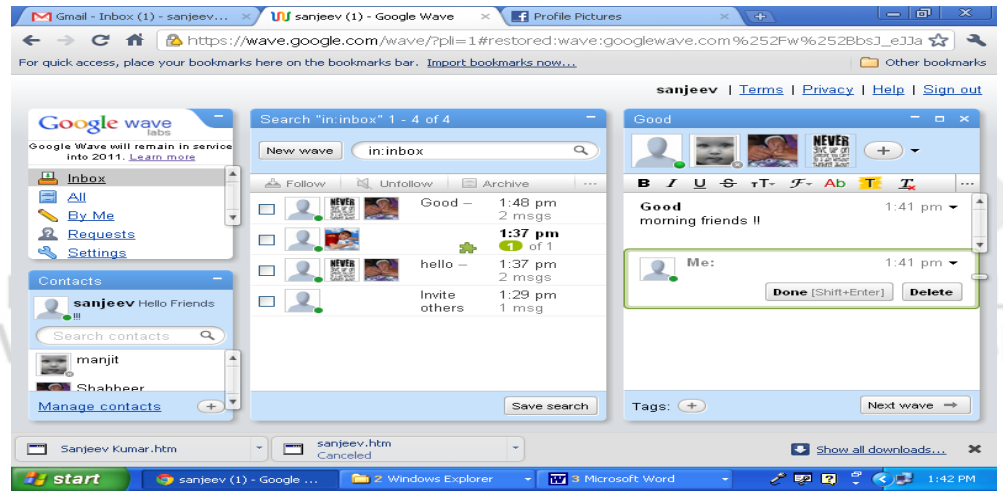 Gmail - Inbox (1) - sanjeev...
sanjeev (1) - Google Wave
Profile Pictures
https://wave.google.com/wave/?pli=1#restored:wave:googlewave.com%252Fw%252BbsJ_eJJa
For quick access, place your bookmarks here on the bookmarks bar. Import bookmarks now...
Other bookmarks
sanjeev | Terms | Privacy | Help | Sign out
Google wave
labs
Google Wave will remain in service
into 2011. Learn more
Inbox
All
By Me
Requests
Settings
Contacts
sanjeev Hello Friends
!!!
Search contacts
manjit
Shabheer
Manage contacts
Search "in:inbox" 1 - 4 of 4
New wave
in:inbox
Follow
Unfollow
Archive
...
NEVER
Good –
1:48 pm
2 msgs
1:37 pm
1 of 1
NEVER
hello –
1:37 pm
2 msgs
Invite
others
1:29 pm
1 msg
Save search
Good
NEVER
GIVE UP ON
B I U S TT F Ab T T ...
Good
1:41 pm
morning friends !!
Me:
1:41 pm
Done [Shift+Enter]
Delete
Tags:
Next wave →
Sanjeev Kumar.htm
sanjeev.htm
Canceled
Show all downloads...
start
sanjeev (1) - Google ...
2 Windows Explorer
3 Microsoft Word
1:42 PM